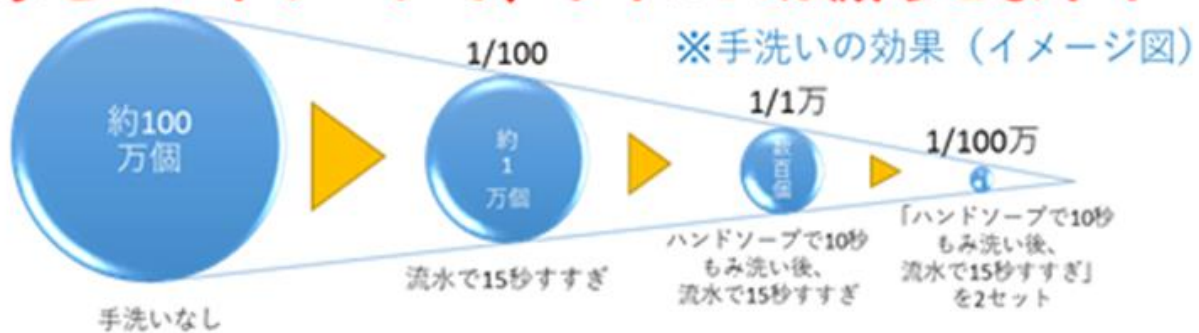 ※手洗いの効果（イメージ図）
約100
万個
手洗いなし
1/100
約
1
万個
流水で15秒すすぎ
1/1万
数百個
ハンドソープで10秒
もみ洗い後、
流水で15秒すすぎ
1/100万
「ハンドソープで10秒
もみ洗い後、
流水で15秒すすぎ」
を2セット